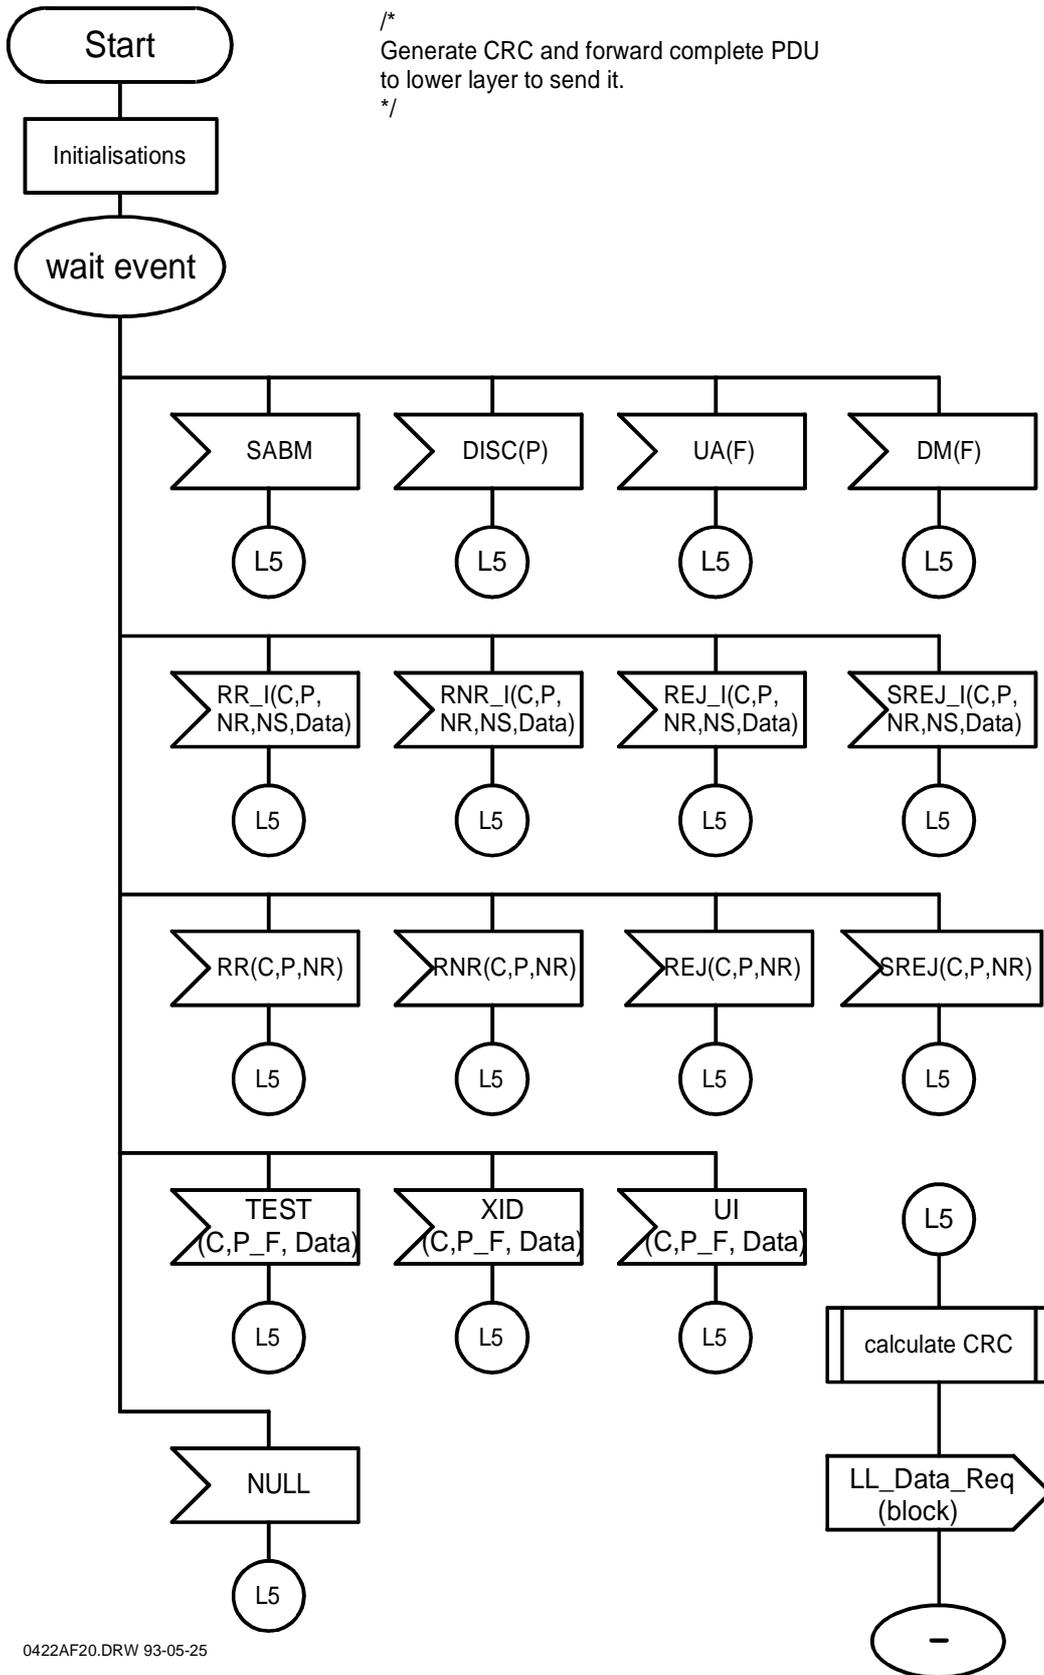 Start
/*
Generate CRC and forward complete PDU
to lower layer to send it.
*/
Initialisations
wait event
SABM
DISC(P)
UA(F)
DM(F)
L5
L5
L5
L5
RR_I(C,P,
NR,NS,Data)
RNR_I(C,P,
NR,NS,Data)
REJ_I(C,P,
NR,NS,Data)
SREJ_I(C,P,
NR,NS,Data)
L5
L5
L5
L5
RR(C,P,NR)
RNR(C,P,NR)
REJ(C,P,NR)
SREJ(C,P,NR)
L5
L5
L5
L5
TEST
(C,P_F, Data)
XID
(C,P_F, Data)
UI
(C,P_F, Data)
L5
L5
L5
L5
calculate CRC
LL_Data_Req
(block)
-
NULL
L5
0422AF20.DRW 93-05-25